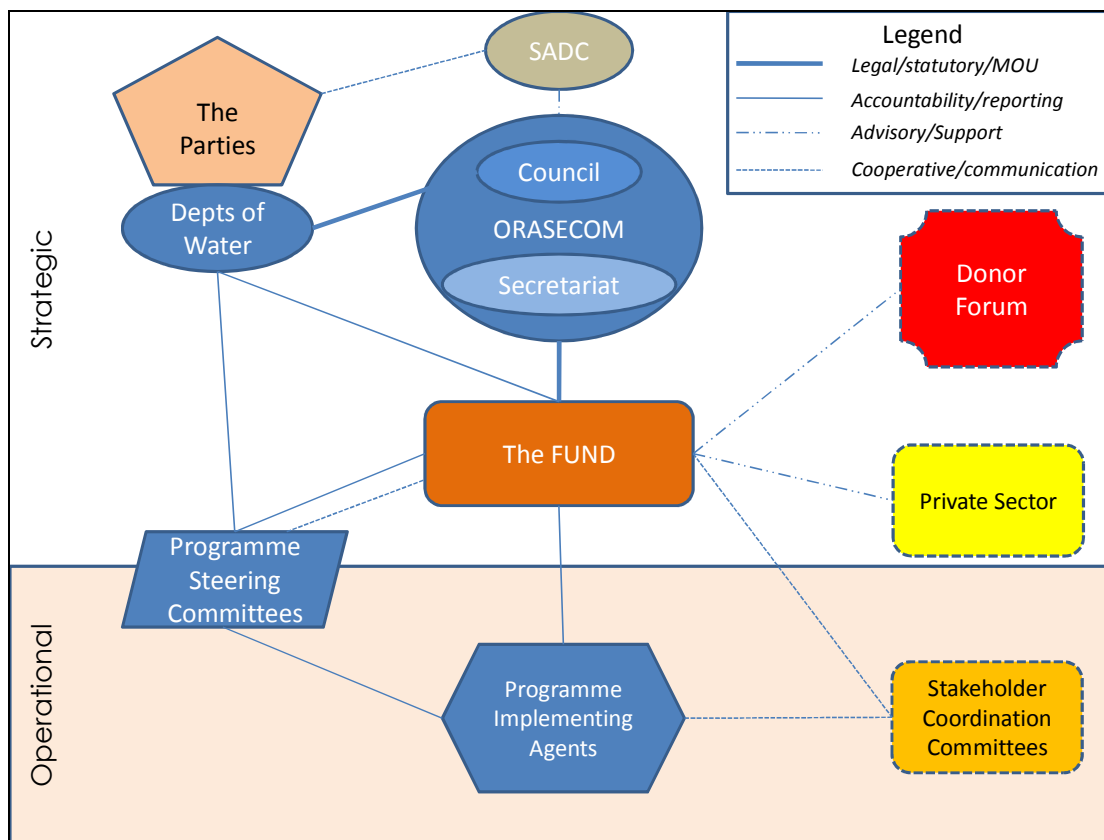 SADC
Legend
Legal/statutory/MOU
Accountability/reporting
Advisory/Support
Cooperative/communication
The
Parties
Council
Depts of
Water
ORASECOM
Secretariat
Donor
Forum
Strategic
The FUND
Private Sector
Programme
Steering
Committees
Operational
Programme
Implementing
Agents
Stakeholder
Coordination
Committees